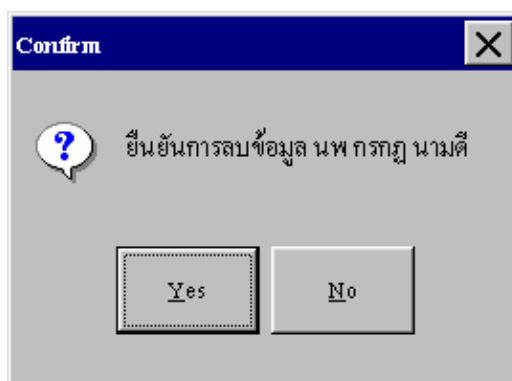 Confirm
ยืนยันการลบข้อมูล นพ กรกฏ นามดี
Yes
No